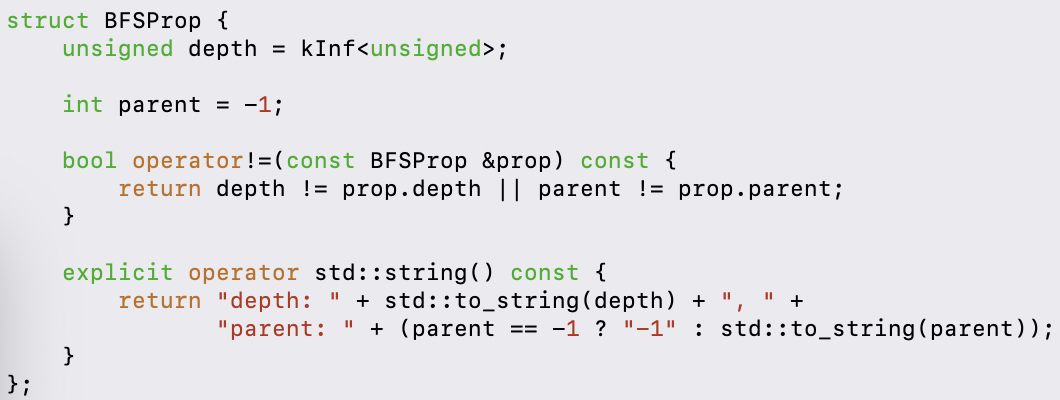 struct BFSProp {
    unsigned depth = kInf<unsigned>;
    int parent = -1;
    bool operator!=(const BFSProp &prop) const {
        return depth != prop.depth || parent != prop.parent;
    }
    explicit operator std::string() const {
        return "depth: " + std::to_string(depth) + ", " +
               "parent: " + (parent == -1 ? "-1" : std::to_string(parent));
    }
};